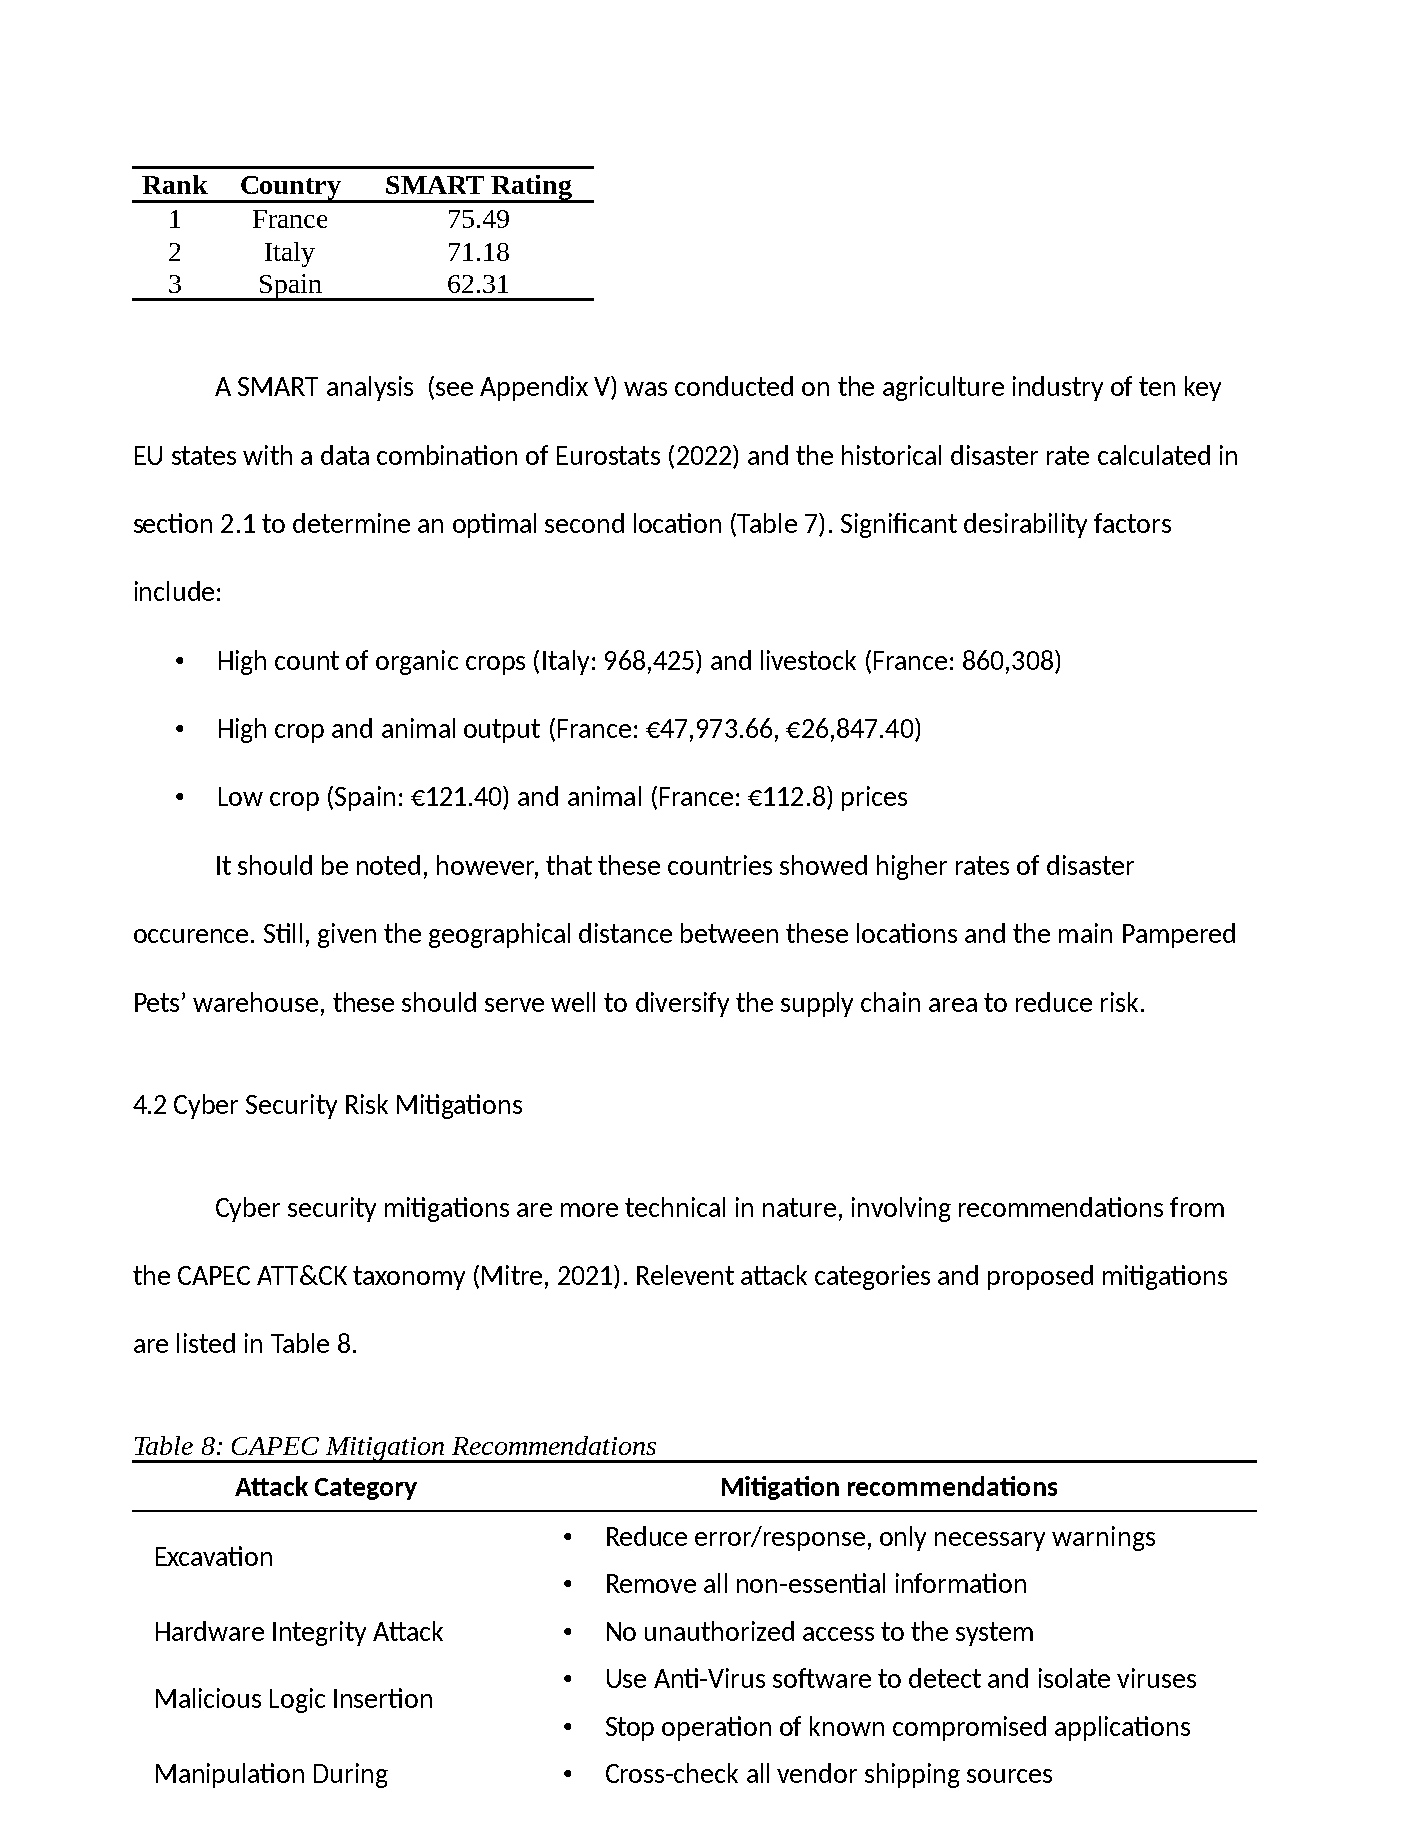 Rank Country SMART Rating
1 France 75.49
2 Italy 71.18
3 Spain 62.31
A SMART analysis  (see Appendix V) was conducted on the agriculture industry of ten key
EU states with a data combination of Eurostats (2022) and the historical disaster rate calculated in
section 2.1 to determine an optimal second location (Table 7). Significant desirability factors
include:
• High count of organic crops (Italy: 968,425) and livestock (France: 860,308)
• High crop and animal output (France: €47,973.66, €26,847.40)
• Low crop (Spain: €121.40) and animal (France: €112.8) prices
It should be noted, however, that these countries showed higher rates of disaster
occurence. Still, given the geographical distance between these locations and the main Pampered
Pets’ warehouse, these should serve well to diversify the supply chain area to reduce risk.
4.2 Cyber Security Risk Mitigations
Cyber security mitigations are more technical in nature, involving recommendations from
the CAPEC ATT&CK taxonomy (Mitre, 2021). Relevent attack categories and proposed mitigations
are listed in Table 8.
Table 8: CAPEC Mitigation Recommendations
Attack Category Mitigation recommendations
Excavation
• Reduce error/response, only necessary warnings
• Remove all non-essential information
Hardware Integrity Attack • No unauthorized access to the system
Malicious Logic Insertion
• Use Anti-Virus software to detect and isolate viruses
• Stop operation of known compromised applications
Manipulation During • Cross-check all vendor shipping sources